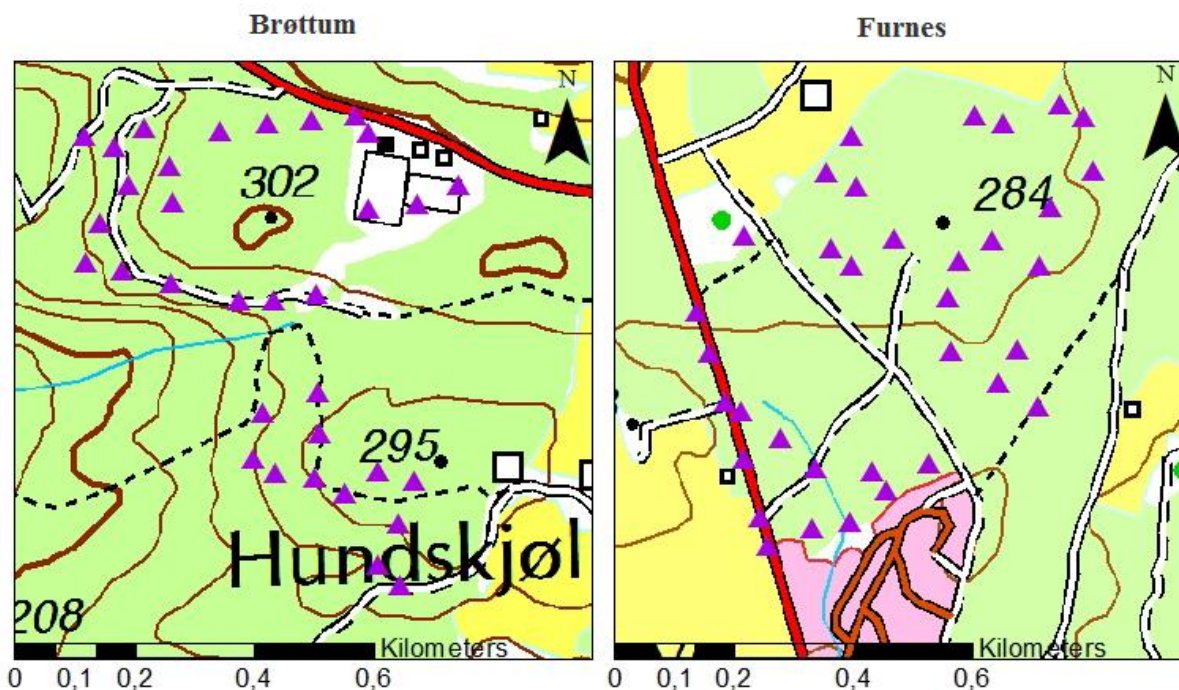 Brøttum
Furnes
N
N
302
284
295
Hundskjøl
208
Kilometers
Kilometers
0 0,1 0,2 0,4 0,6
0 0,1 0,2 0,4 0,6